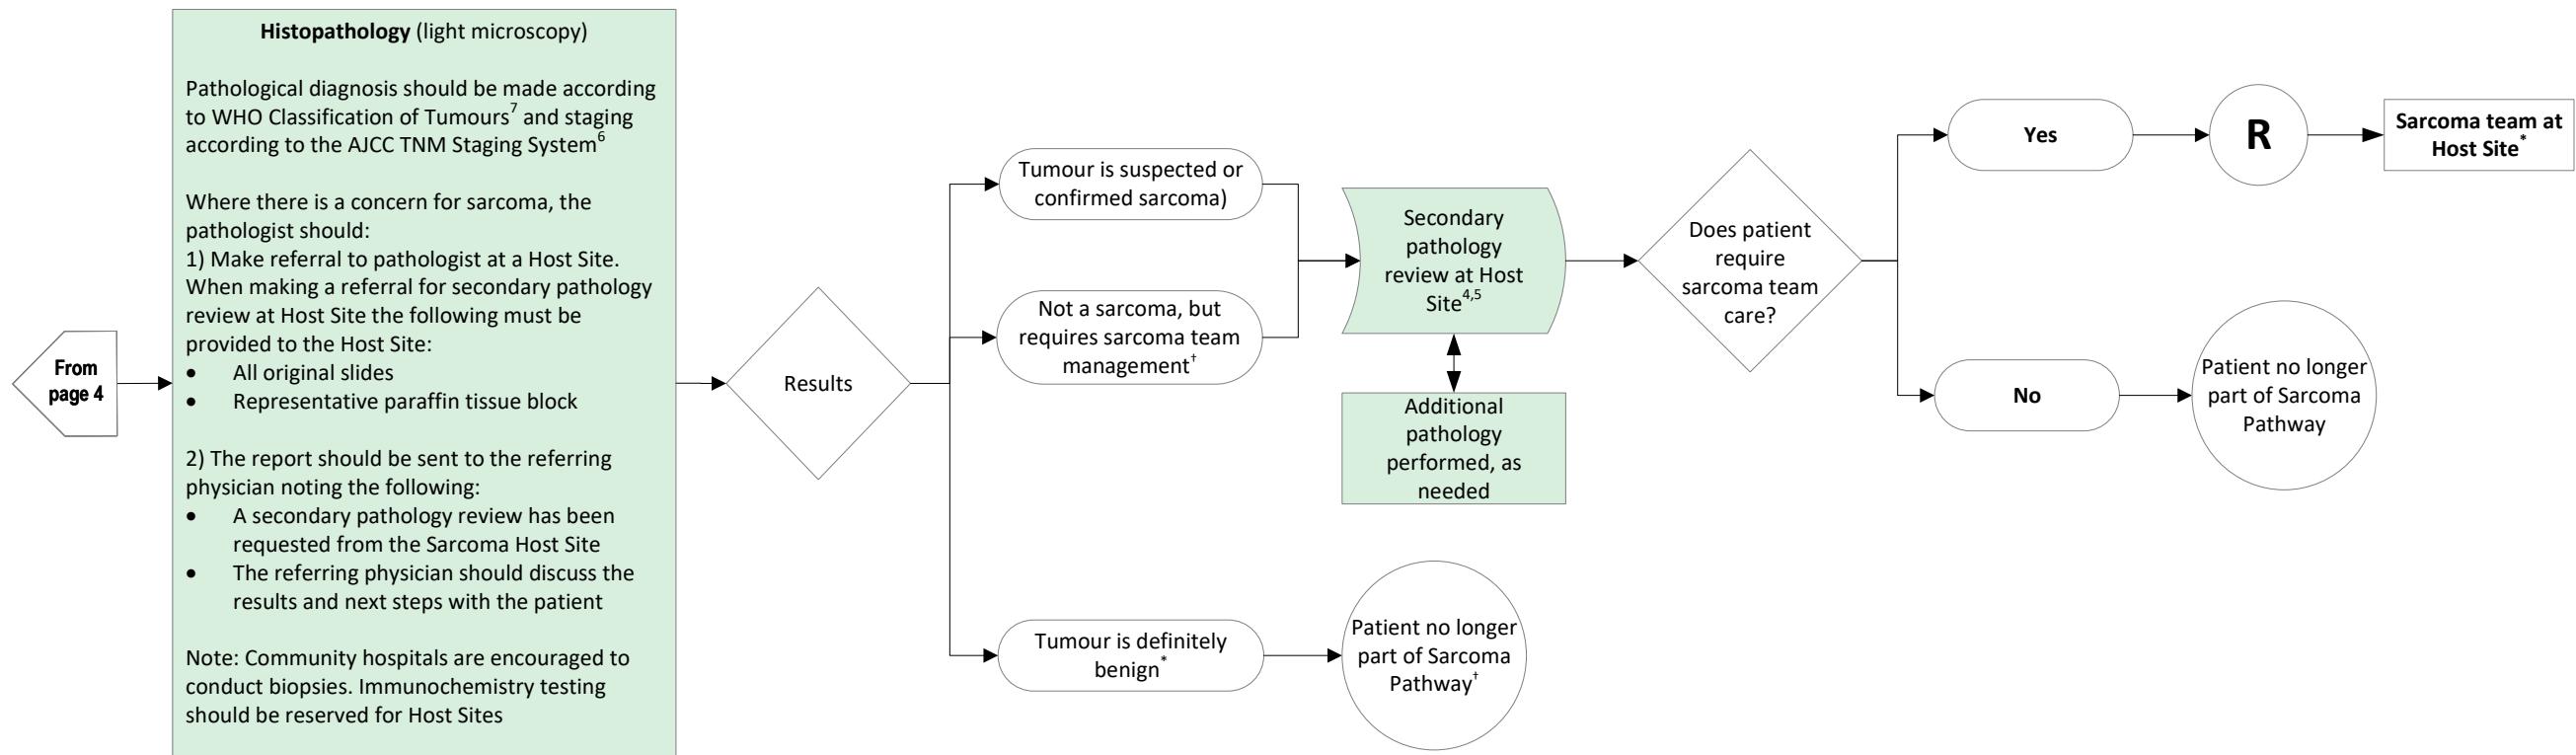 From
page 4
Histopathology (light microscopy)
Pathological diagnosis should be made according
to WHO Classification of Tumours7 and staging
according to the AJCC TNM Staging System6
Where there is a concern for sarcoma, the
pathologist should:
1) Make referral to pathologist at a Host Site.
When making a referral for secondary pathology
review at Host Site the following must be
provided to the Host Site:
• All original slides
• Representative paraffin tissue block
2) The report should be sent to the referring
physician noting the following:
• A secondary pathology review has been
requested from the Sarcoma Host Site
• The referring physician should discuss the
results and next steps with the patient
Note: Community hospitals are encouraged to
conduct biopsies. Immunochemistry testing
should be reserved for Host Sites
Results
Tumour is suspected or
confirmed sarcoma)
Not a sarcoma, but
requires sarcoma team
management†
Tumour is definitely
benign*
Patient no longer
part of Sarcoma
Pathway†
Secondary
pathology
review at Host
Site4,5
Additional
pathology
performed, as
needed
Does patient
require
sarcoma team
care?
Yes
R
Sarcoma team at
Host Site*
No
Patient no longer
part of Sarcoma
Pathway